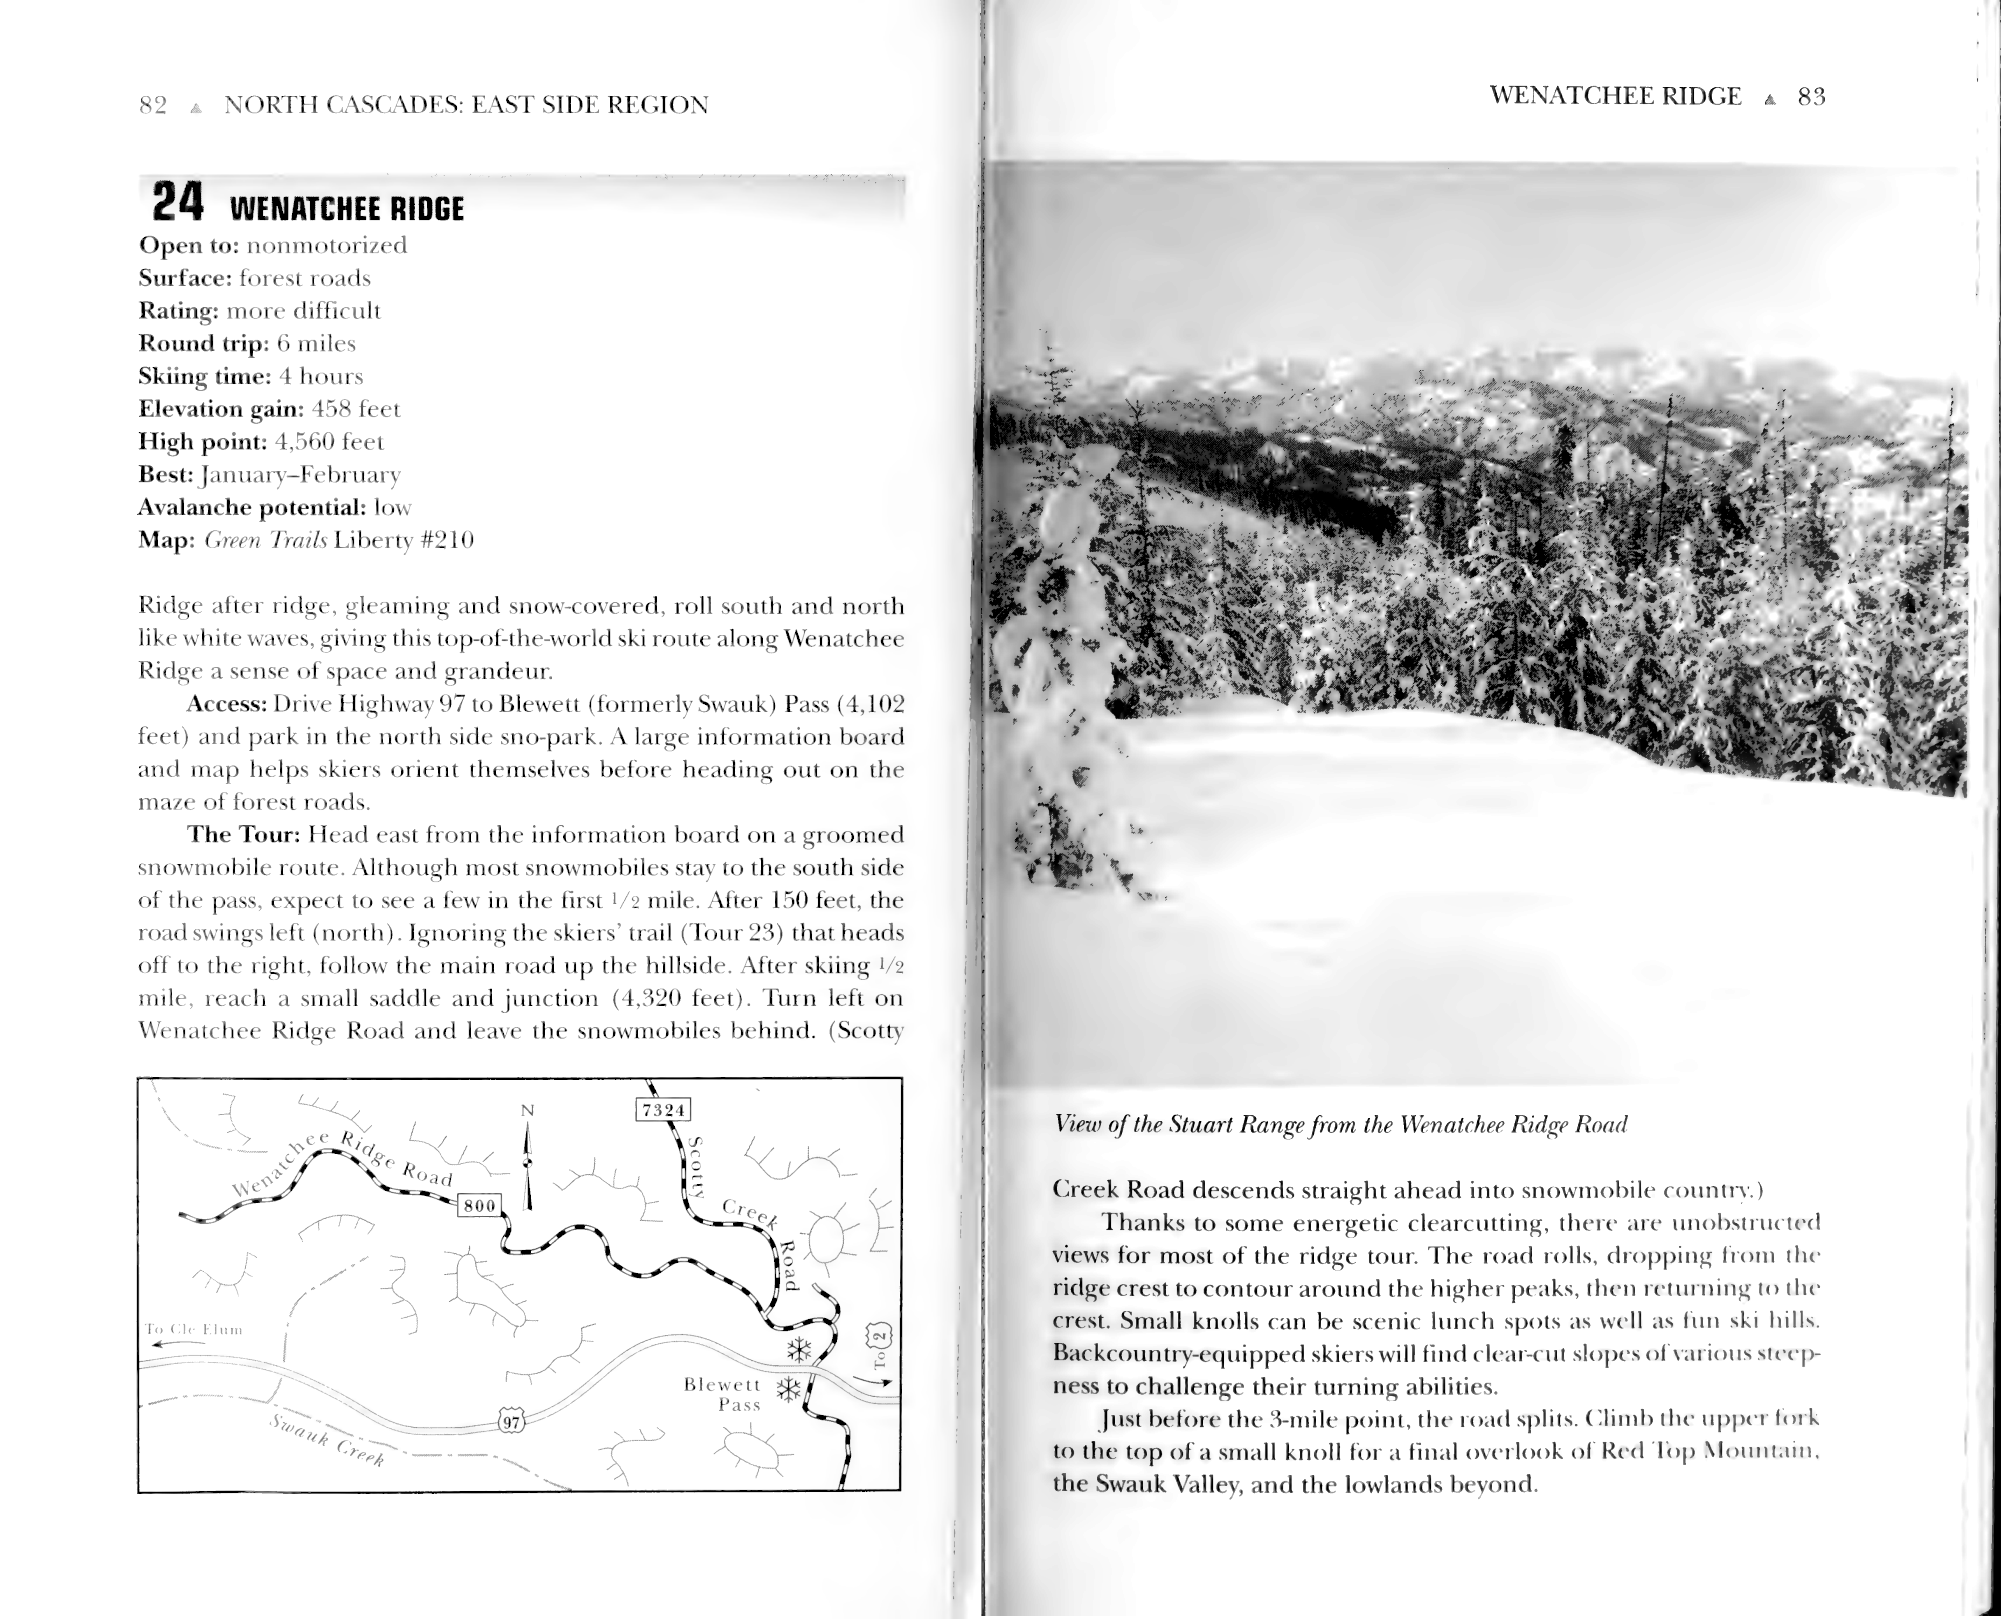 82 ▲ NORTH CASCADES: EAST SIDE REGION
24 WENATCHEE RIDGE
Open to: nonmotorized
Surface: forest roads
Rating: more difficult
Round trip: 6 miles
Skiing time: 4 hours
Elevation gain: 458 feet
High point: 4,560 feet
Best: January–February
Avalanche potential: low
Map: Green Trails Liberty #210
Ridge after ridge, gleaming and snow-covered, roll south and north
like white waves, giving this top-of-the-world ski route along Wenatchee
Ridge a sense of space and grandeur.
Access: Drive Highway 97 to Blewett (formerly Swauk) Pass (4,102
feet) and park in the north side sno-park. A large information board
and map helps skiers orient themselves before heading out on the
maze of forest roads.
The Tour: Head east from the information board on a groomed
snowmobile route. Although most snowmobiles stay to the south side
of the pass, expect to see a few in the first 1/2 mile. After 150 feet, the
road swings left (north). Ignoring the skiers' trail (Tour 23) that heads
off to the right, follow the main road up the hillside. After skiing 1/2
mile, reach a small saddle and junction (4,320 feet). Turn left on
Wenatchee Ridge Road and leave the snowmobiles behind. (Scotty
N
7324
Wenatchee Ridge Road
800
Scotty Creek Road
To Cle Elum
To 2
Blewett
Pass
97
Swauk Creek
WENATCHEE RIDGE ▲ 83
View of the Stuart Range from the Wenatchee Ridge Road
Creek Road descends straight ahead into snowmobile country.)
Thanks to some energetic clearcutting, there are unobstructed
views for most of the ridge tour. The road rolls, dropping from the
ridge crest to contour around the higher peaks, then returning to the
crest. Small knolls can be scenic lunch spots as well as fun ski hills.
Backcountry-equipped skiers will find clear-cut slopes of various steep-
ness to challenge their turning abilities.
Just before the 3-mile point, the road splits. Climb the upper fork
to the top of a small knoll for a final overlook of Red Top Mountain,
the Swauk Valley, and the lowlands beyond.